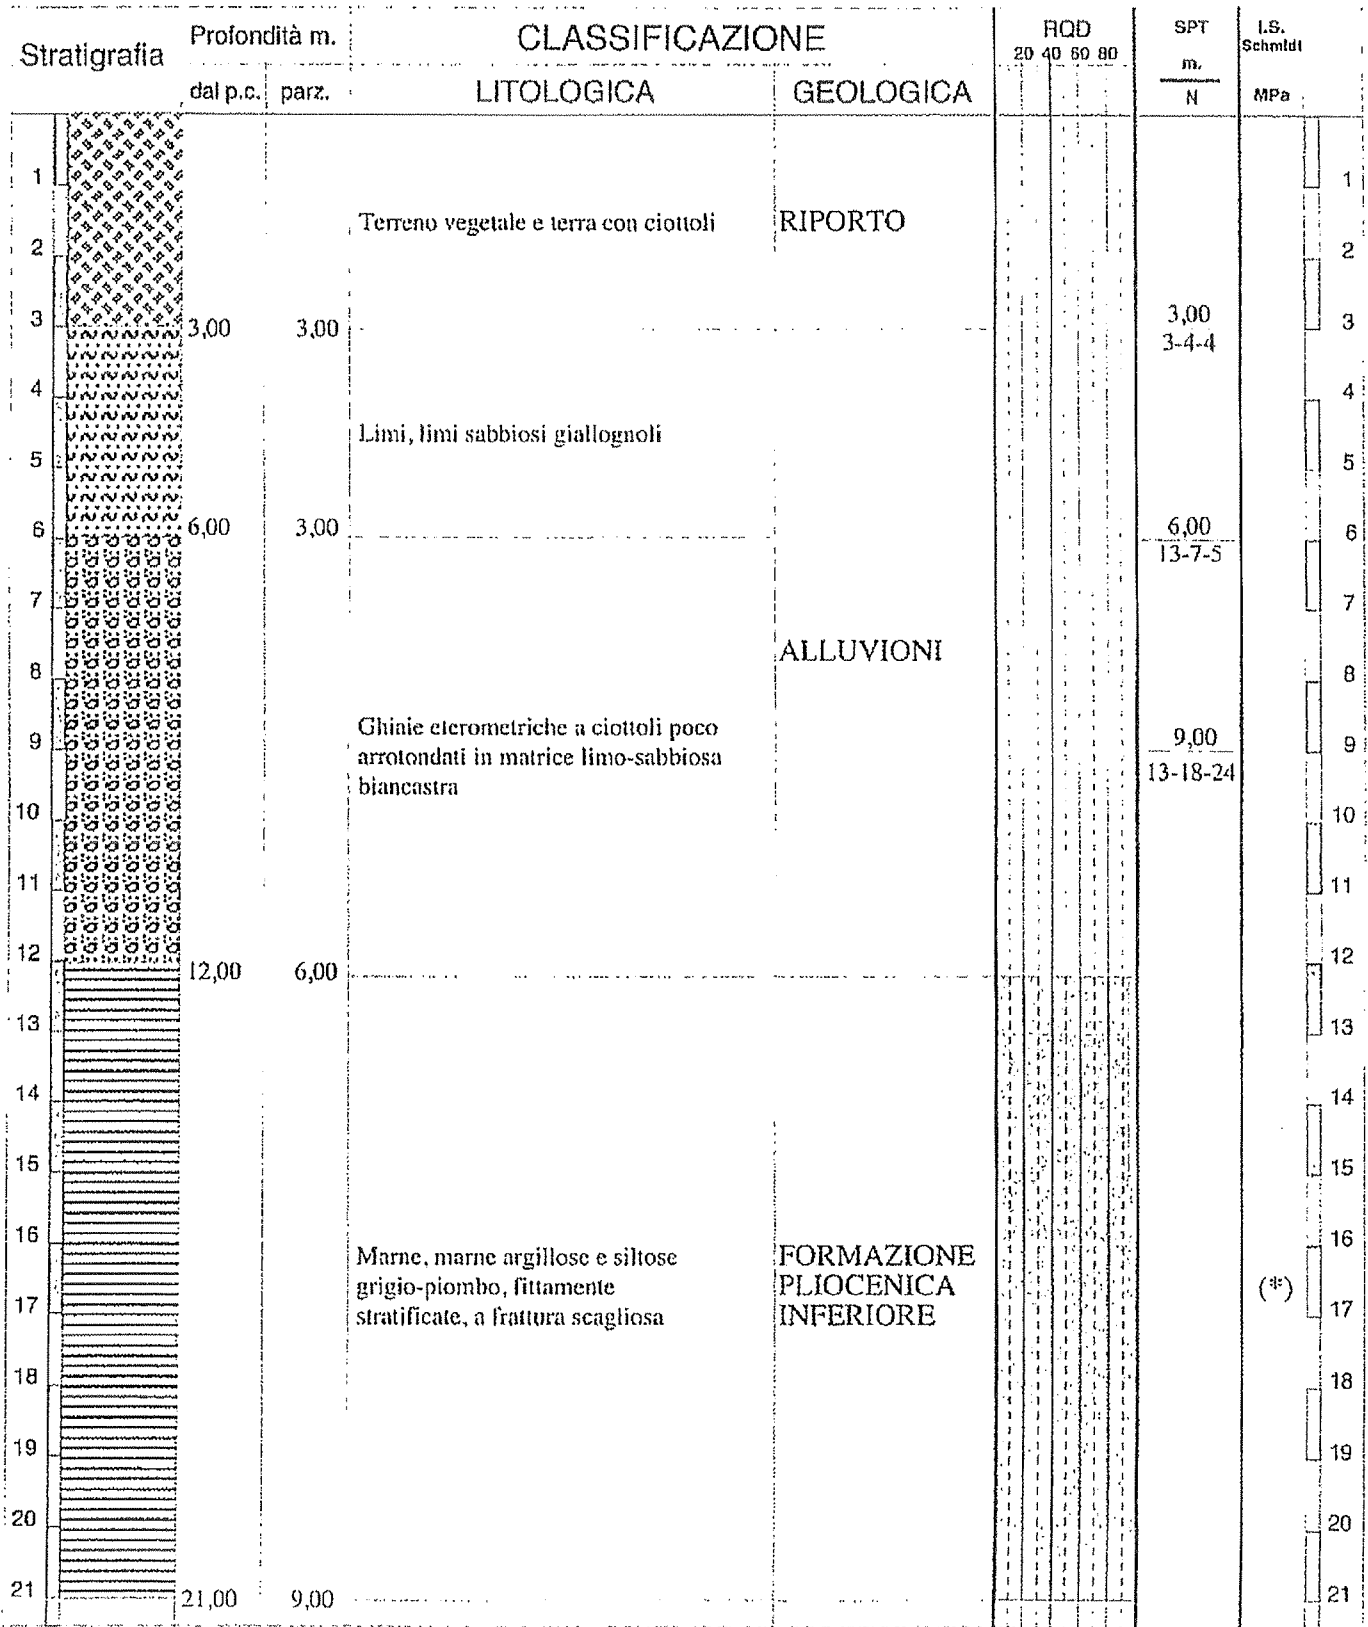 Stratigrafia
Profondità m.
CLASSIFICAZIONE
RQD
20 40 60 80
SPT
m.
N
I.S.
Schmidt
MPa
dal p.c.
parz.
LITOLOGICA
GEOLOGICA
1
1
Terreno vegetale e terra con ciottoli
RIPORTO
2
2
3
3,00
3,00
3,00
3-4-4
3
4
4
Limi, limi sabbiosi giallognoli
5
5
6
6,00
3,00
6,00
13-7-5
6
7
7
ALLUVIONI
8
8
Ghiaie eterometriche a ciottoli poco
arrotondati in matrice limo-sabbiosa
biancastra
9
9,00
13-18-24
9
10
10
11
11
12
12,00
6,00
12
13
13
14
14
15
15
16
16
Marne, marne argillose e siltose
grigio-piombo, fittamente
stratificate, a frattura scagliosa
FORMAZIONE
PLIOCENICA
INFERIORE
(*)
17
17
18
18
19
19
20
20
21
21,00
9,00
21